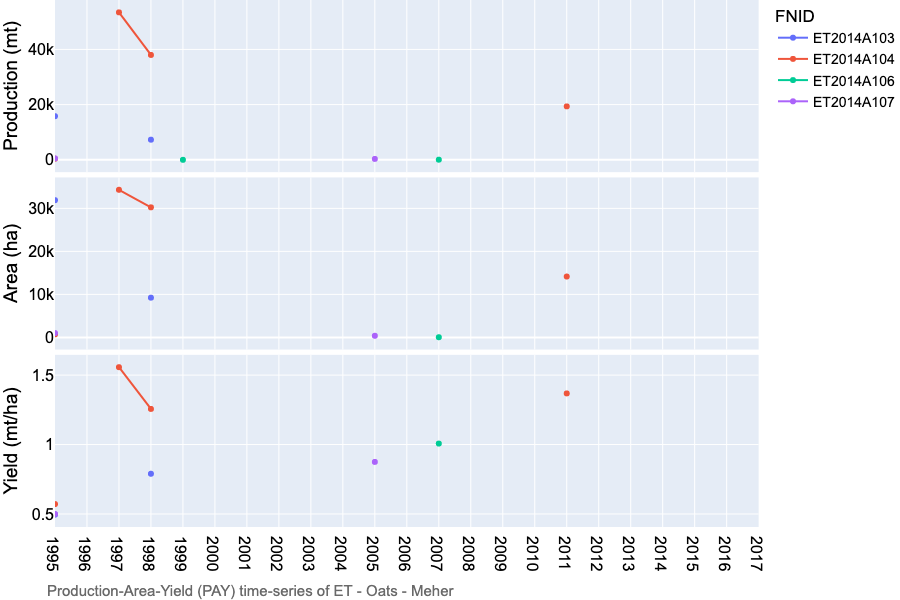 FNID
ET2014A103
ET2014A104
ET2014A106
ET2014A107
Production (mt)
40k
20k
0
Area (ha)
30k
20k
10k
0
Yield (mt/ha)
1.5
1
0.5
1995 1996 1997 1998 1999 2000 2001 2002 2003 2004 2005 2006 2007 2008 2009 2010 2011 2012 2013 2014 2015 2016 2017
Production-Area-Yield (PAY) time-series of ET - Oats - Meher